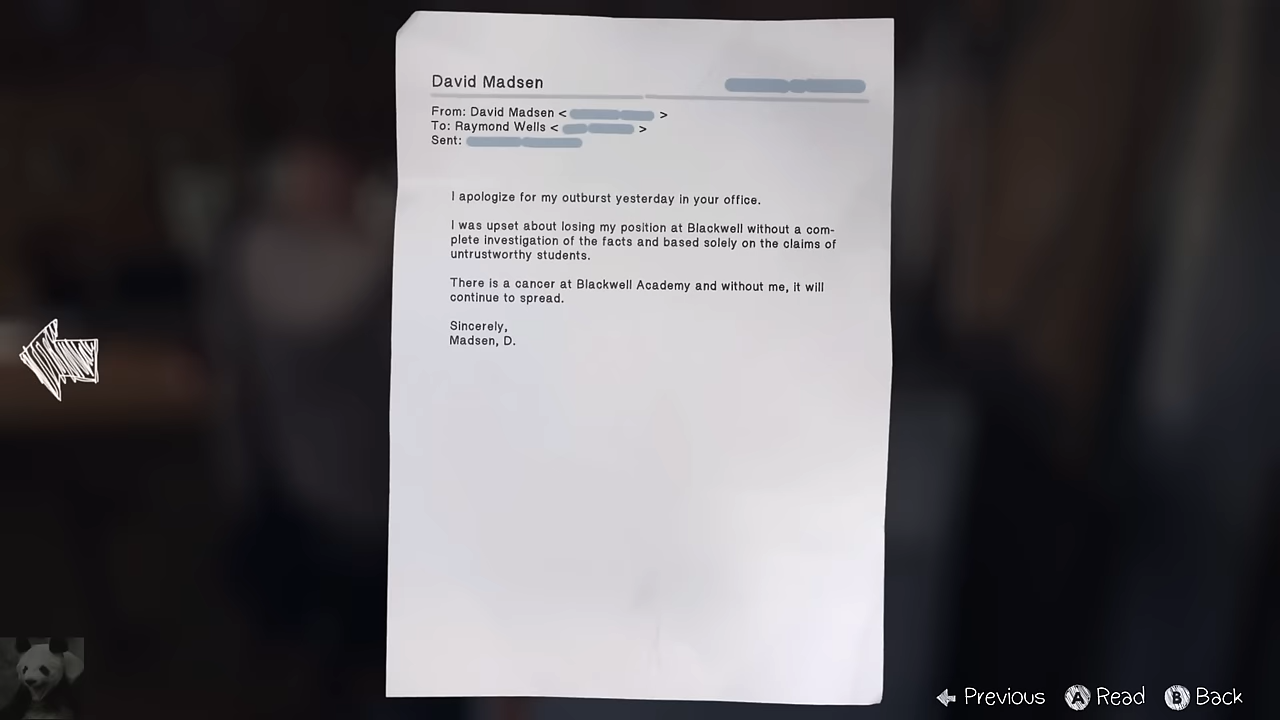 David Madsen
From: David Madsen < >
To: Raymond Wells < >
Sent:
I apologize for my outburst yesterday in your office.
I was upset about losing my position at Blackwell without a com-
plete investigation of the facts and based solely on the claims of
untrustworthy students.
There is a cancer at Blackwell Academy and without me, it will
continue to spread.
Sincerely,
Madsen, D.
Previous A Read B Back